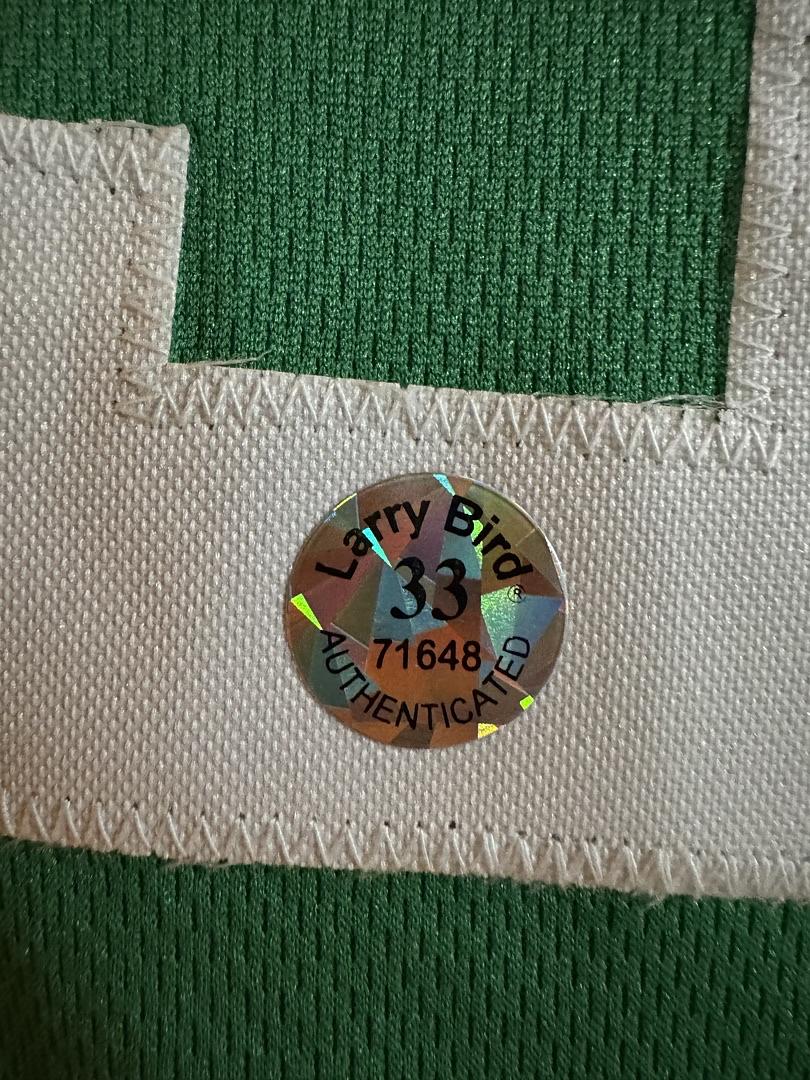 Larry Bird
33 ®
71648
AUTHENTICATED